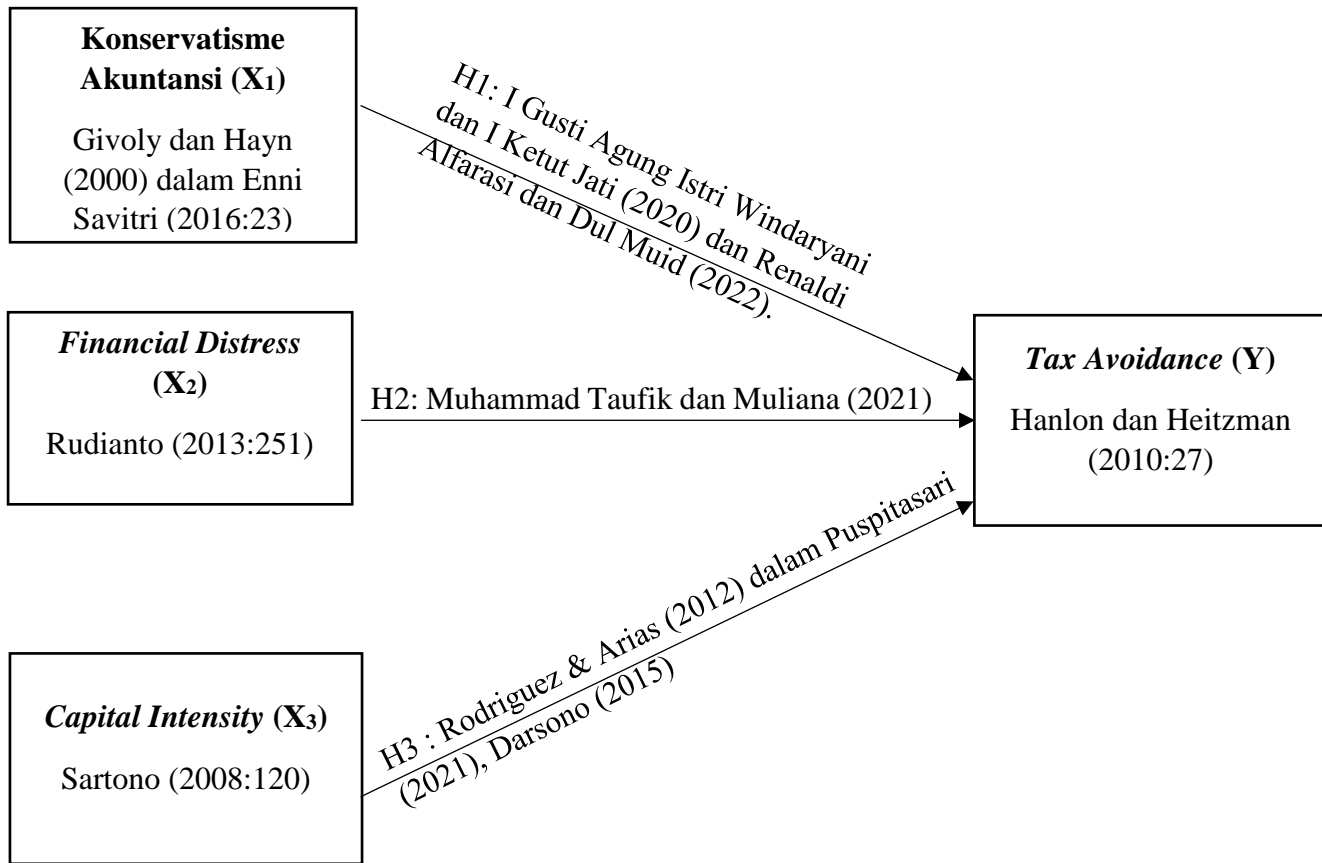 Konservatisme
Akuntansi (X₁)
Givoly dan Hayn
(2000) dalam Enni
Savitri (2016:23)
H1: I Gusti Agung Istri Windaryani
dan I Ketut Jati (2020) dan Renaldi
Alfarasi dan Dul Muid (2022).
Financial Distress
(X₂)
Rudianto (2013:251)
H2: Muhammad Taufik dan Muliana (2021)
Tax Avoidance (Y)
Hanlon dan Heitzman
(2010:27)
Capital Intensity (X₃)
Sartono (2008:120)
H3 : Rodriguez & Arias (2012) dalam Puspitasari
(2021), Darsono (2015)